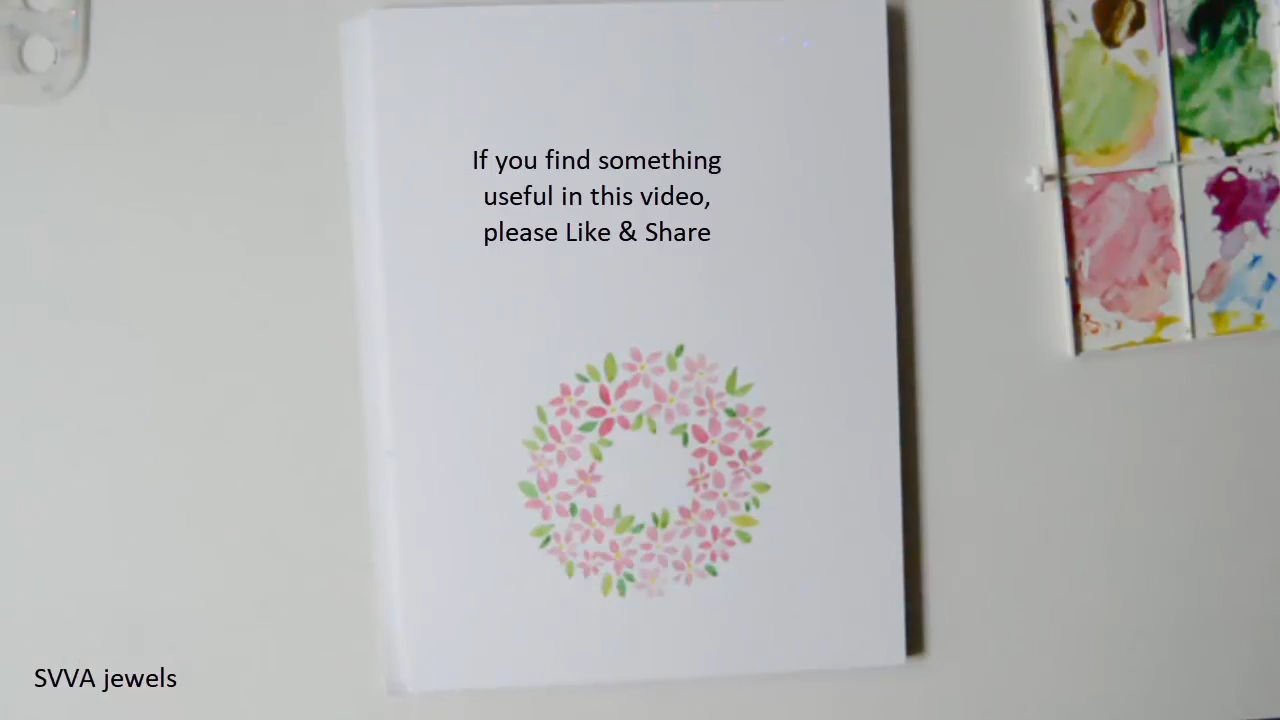 If you find something
useful in this video,
please Like & Share
SVVA jewels